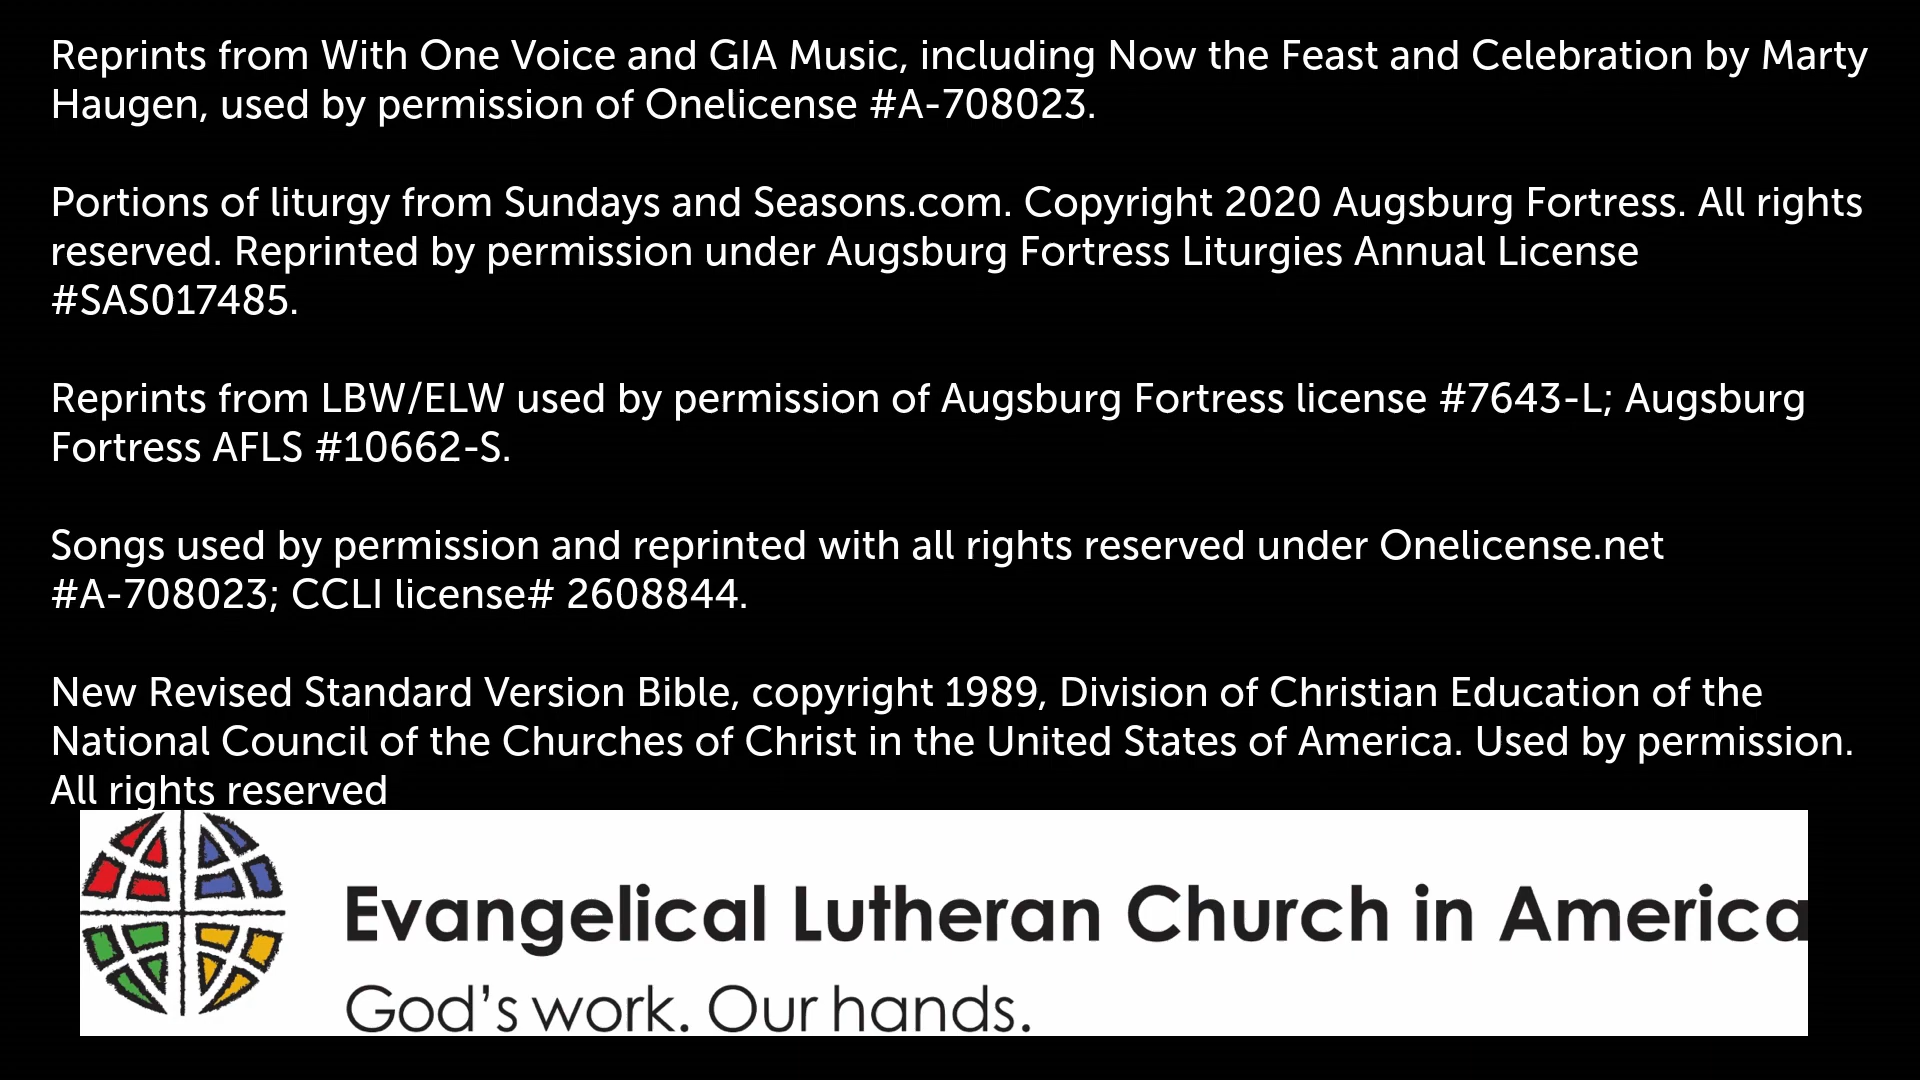 Reprints from With One Voice and GIA Music, including Now the Feast and Celebration by Marty
Haugen, used by permission of Onelicense #A-708023.
Portions of liturgy from Sundays and Seasons.com. Copyright 2020 Augsburg Fortress. All rights
reserved. Reprinted by permission under Augsburg Fortress Liturgies Annual License
#SAS017485.
Reprints from LBW/ELW used by permission of Augsburg Fortress license #7643-L; Augsburg
Fortress AFLS #10662-S.
Songs used by permission and reprinted with all rights reserved under Onelicense.net
#A-708023; CCLI license# 2608844.
New Revised Standard Version Bible, copyright 1989, Division of Christian Education of the
National Council of the Churches of Christ in the United States of America. Used by permission.
All rights reserved
Evangelical Lutheran Church in America
God's work. Our hands.